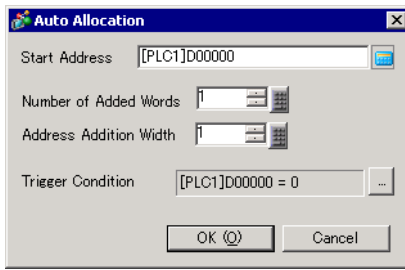 Auto Allocation
Start Address [PLC1]D00000
Number of Added Words 1
Address Addition Width 1
Trigger Condition [PLC1]D00000 = 0 ...
OK (O) Cancel